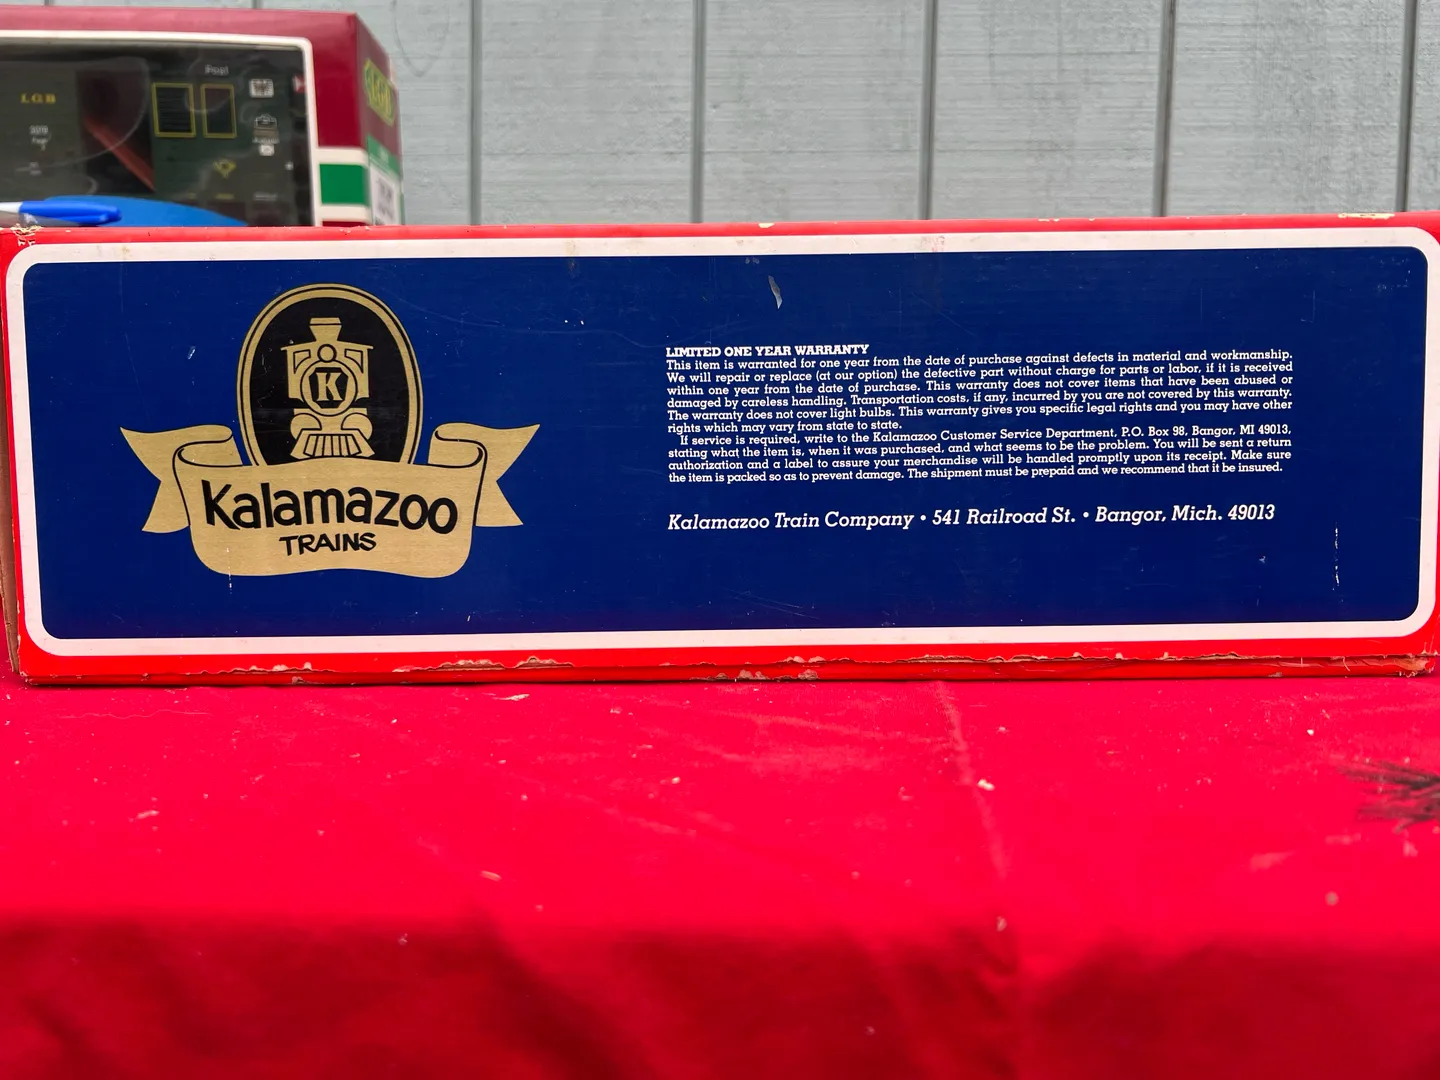 Post
LGB
LGB
K
Kalamazoo
TRAINS
LIMITED ONE YEAR WARRANTY
This item is warranted for one year from the date of purchase against defects in material and workmanship.
We will repair or replace (at our option) the defective part without charge for parts or labor, if it is received
within one year from the date of purchase. This warranty does not cover items that have been abused or
damaged by careless handling. Transportation costs, if any, incurred by you are not covered by this warranty.
The warranty does not cover light bulbs. This warranty gives you specific legal rights and you may have other
rights which may vary from state to state.
If service is required, write to the Kalamazoo Customer Service Department, P.O. Box 98, Bangor, MI 49013,
stating what the item is, when it was purchased, and what seems to be the problem. You will be sent a return
authorization and a label to assure your merchandise will be handled promptly upon its receipt. Make sure
the item is packed so as to prevent damage. The shipment must be prepaid and we recommend that it be insured.
Kalamazoo Train Company • 541 Railroad St. • Bangor, Mich. 49013